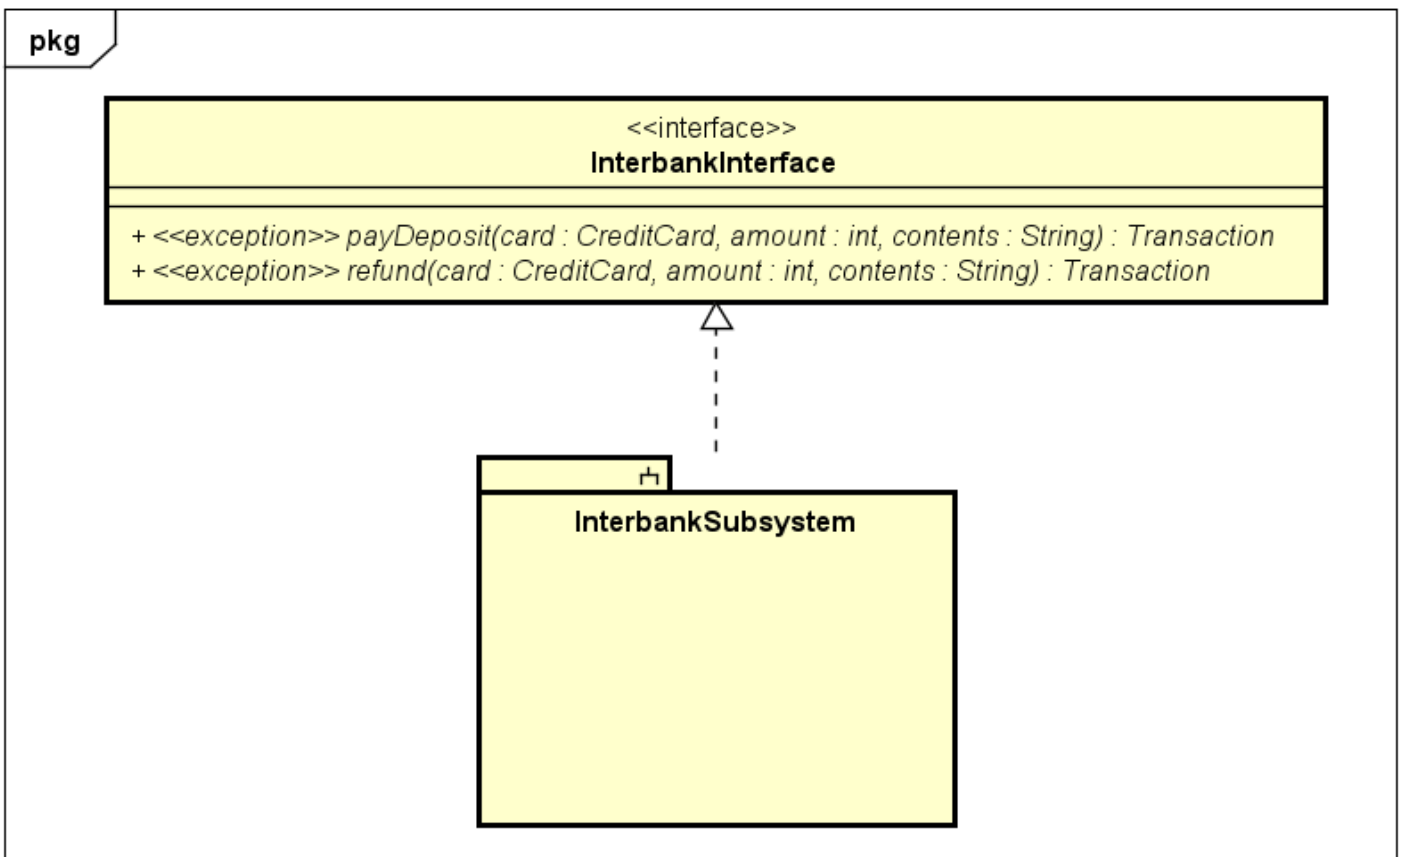 pkg
<<interface>>
InterbankInterface
+ <<exception>> payDeposit(card : CreditCard, amount : int, contents : String) : Transaction
+ <<exception>> refund(card : CreditCard, amount : int, contents : String) : Transaction
InterbankSubsystem